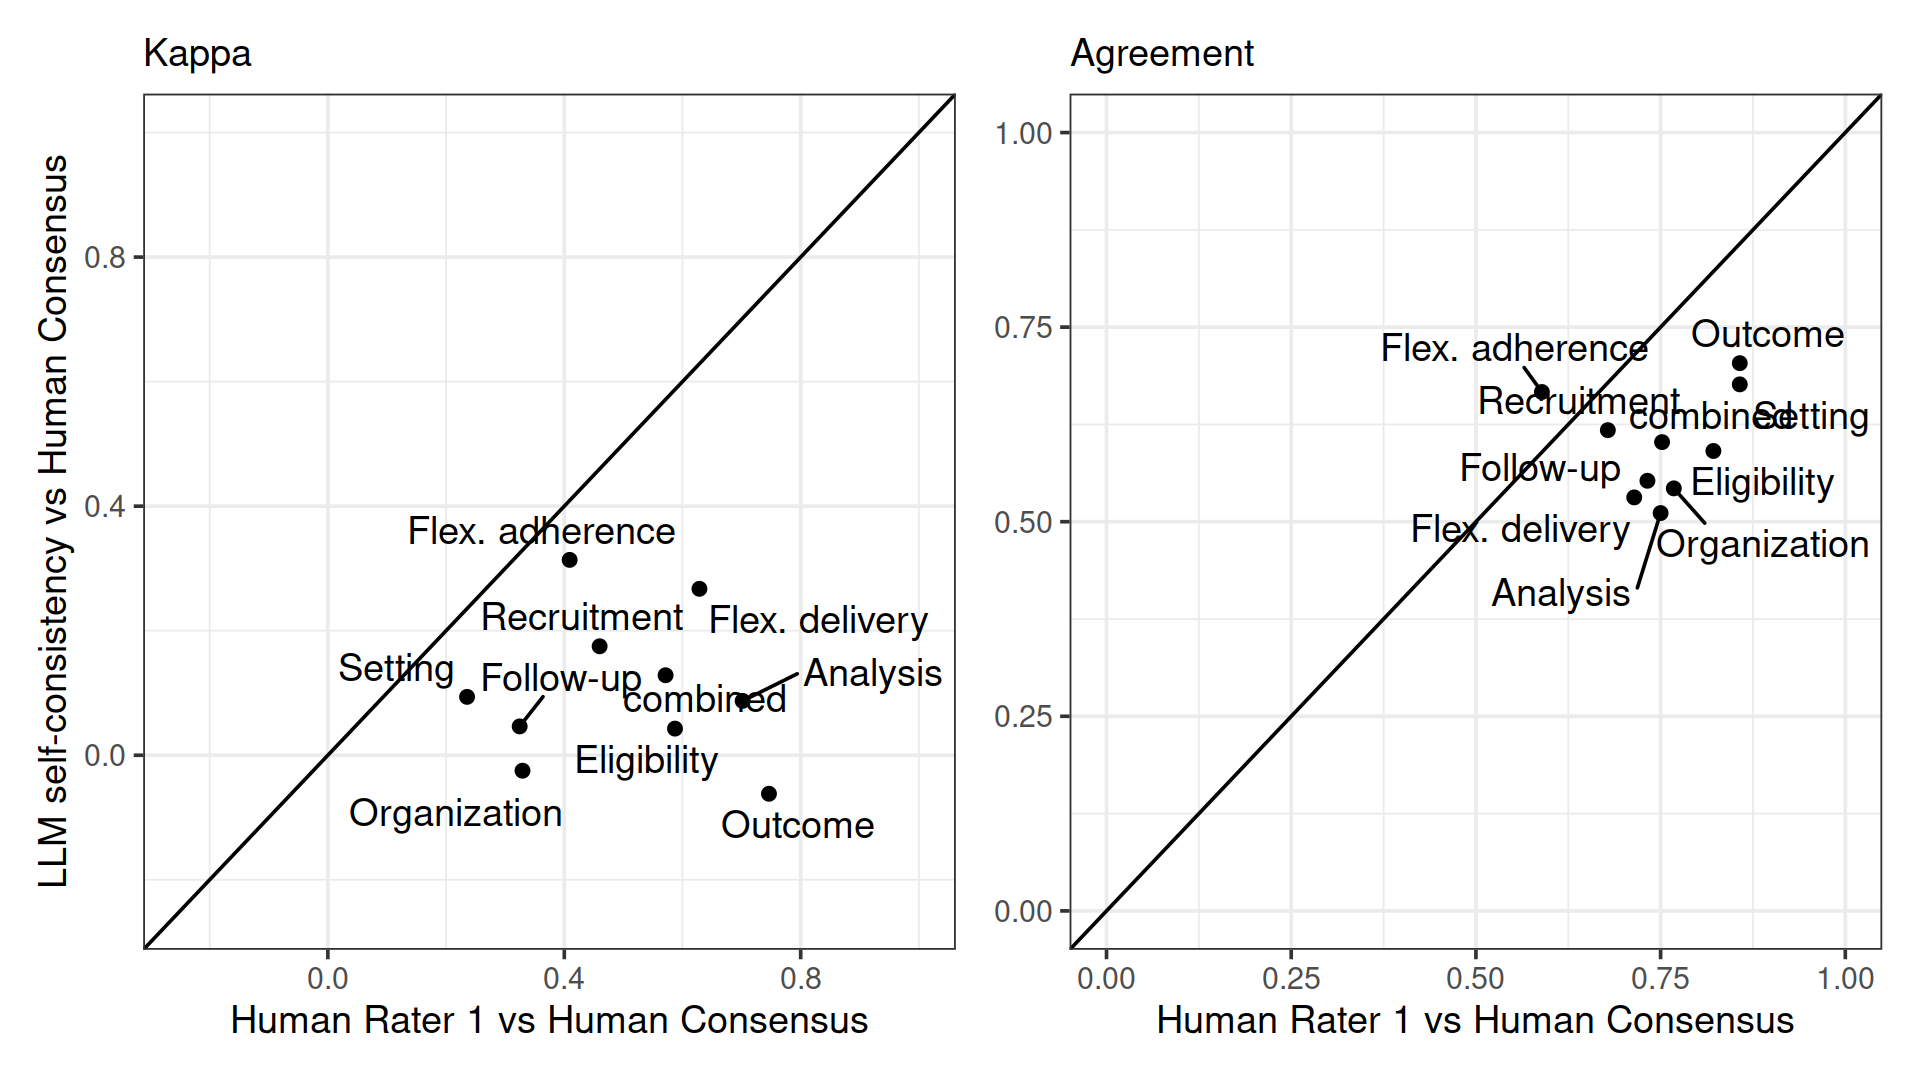 Kappa
LLM self-consistency vs Human Consensus
0.8
0.4
0.0
Flex. adherence
Recruitment
Flex. delivery
Setting
Follow-up
Analysis
combined
Eligibility
Organization
Outcome
0.0
0.4
0.8
Human Rater 1 vs Human Consensus
Agreement
1.00
0.75
0.50
0.25
0.00
Outcome
Flex. adherence
Recruitment
combined
Setting
Follow-up
Eligibility
Flex. delivery
Organization
Analysis
0.00
0.25
0.50
0.75
1.00
Human Rater 1 vs Human Consensus